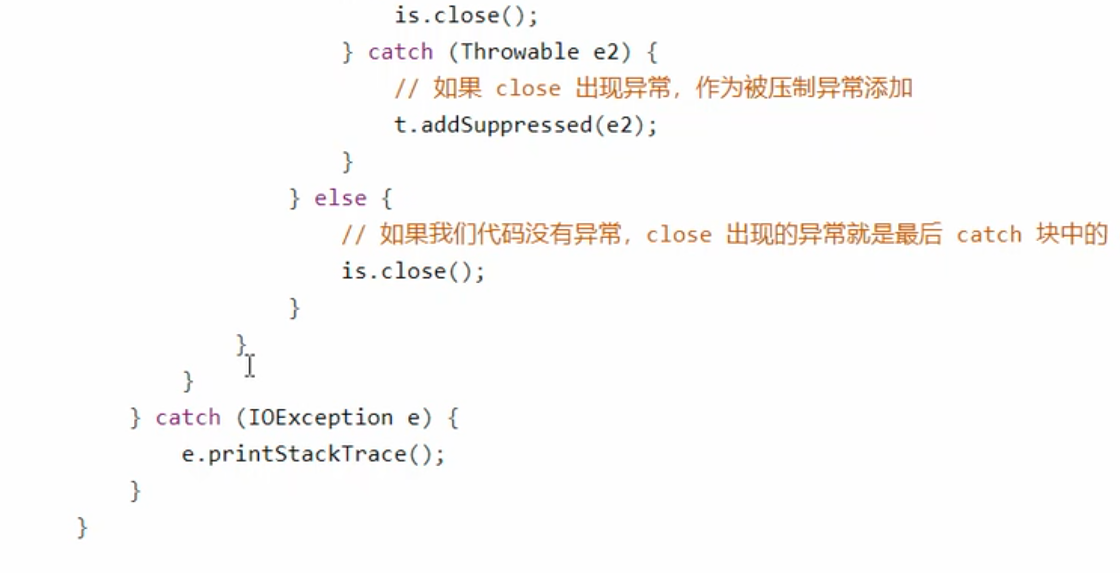 is.close();
} catch (Throwable e2) {
// 如果 close 出现异常，作为被压制异常添加
t.addSuppressed(e2);
}
} else {
// 如果我们代码没有异常，close 出现的异常就是最后 catch 块中的
is.close();
}
}
}
} catch (IOException e) {
e.printStackTrace();
}
}